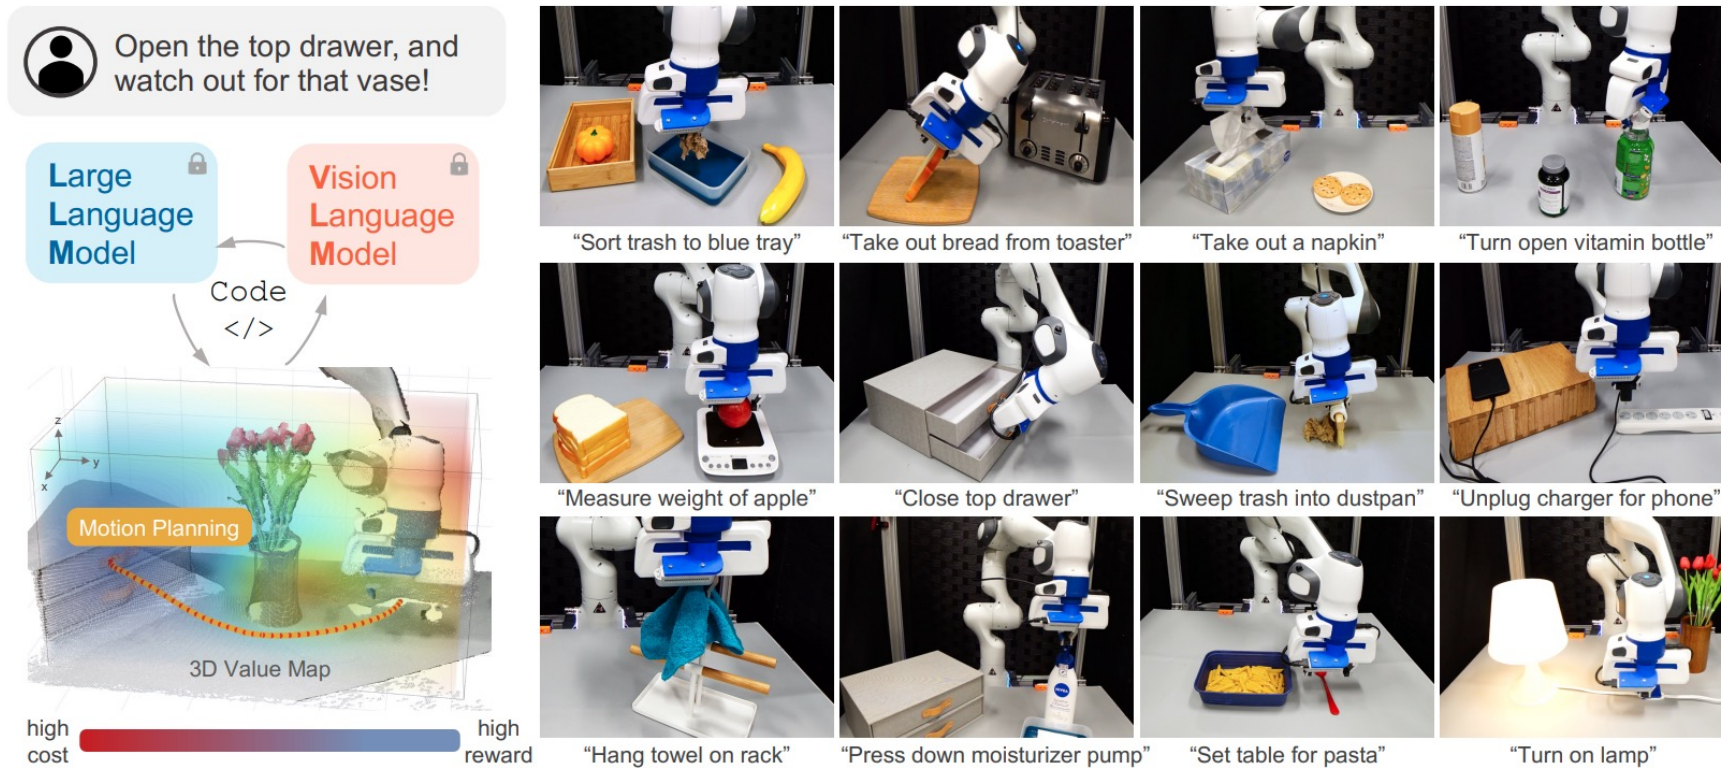 Open the top drawer, and
watch out for that vase!
Large
Language
Model
Vision
Language
Model
Code
</>
z
y
x
Motion Planning
3D Value Map
high
cost
high
reward
“Sort trash to blue tray”
“Take out bread from toaster”
“Take out a napkin”
“Turn open vitamin bottle”
“Measure weight of apple”
“Close top drawer”
“Sweep trash into dustpan”
“Unplug charger for phone”
“Hang towel on rack”
“Press down moisturizer pump”
“Set table for pasta”
“Turn on lamp”
NIVEA